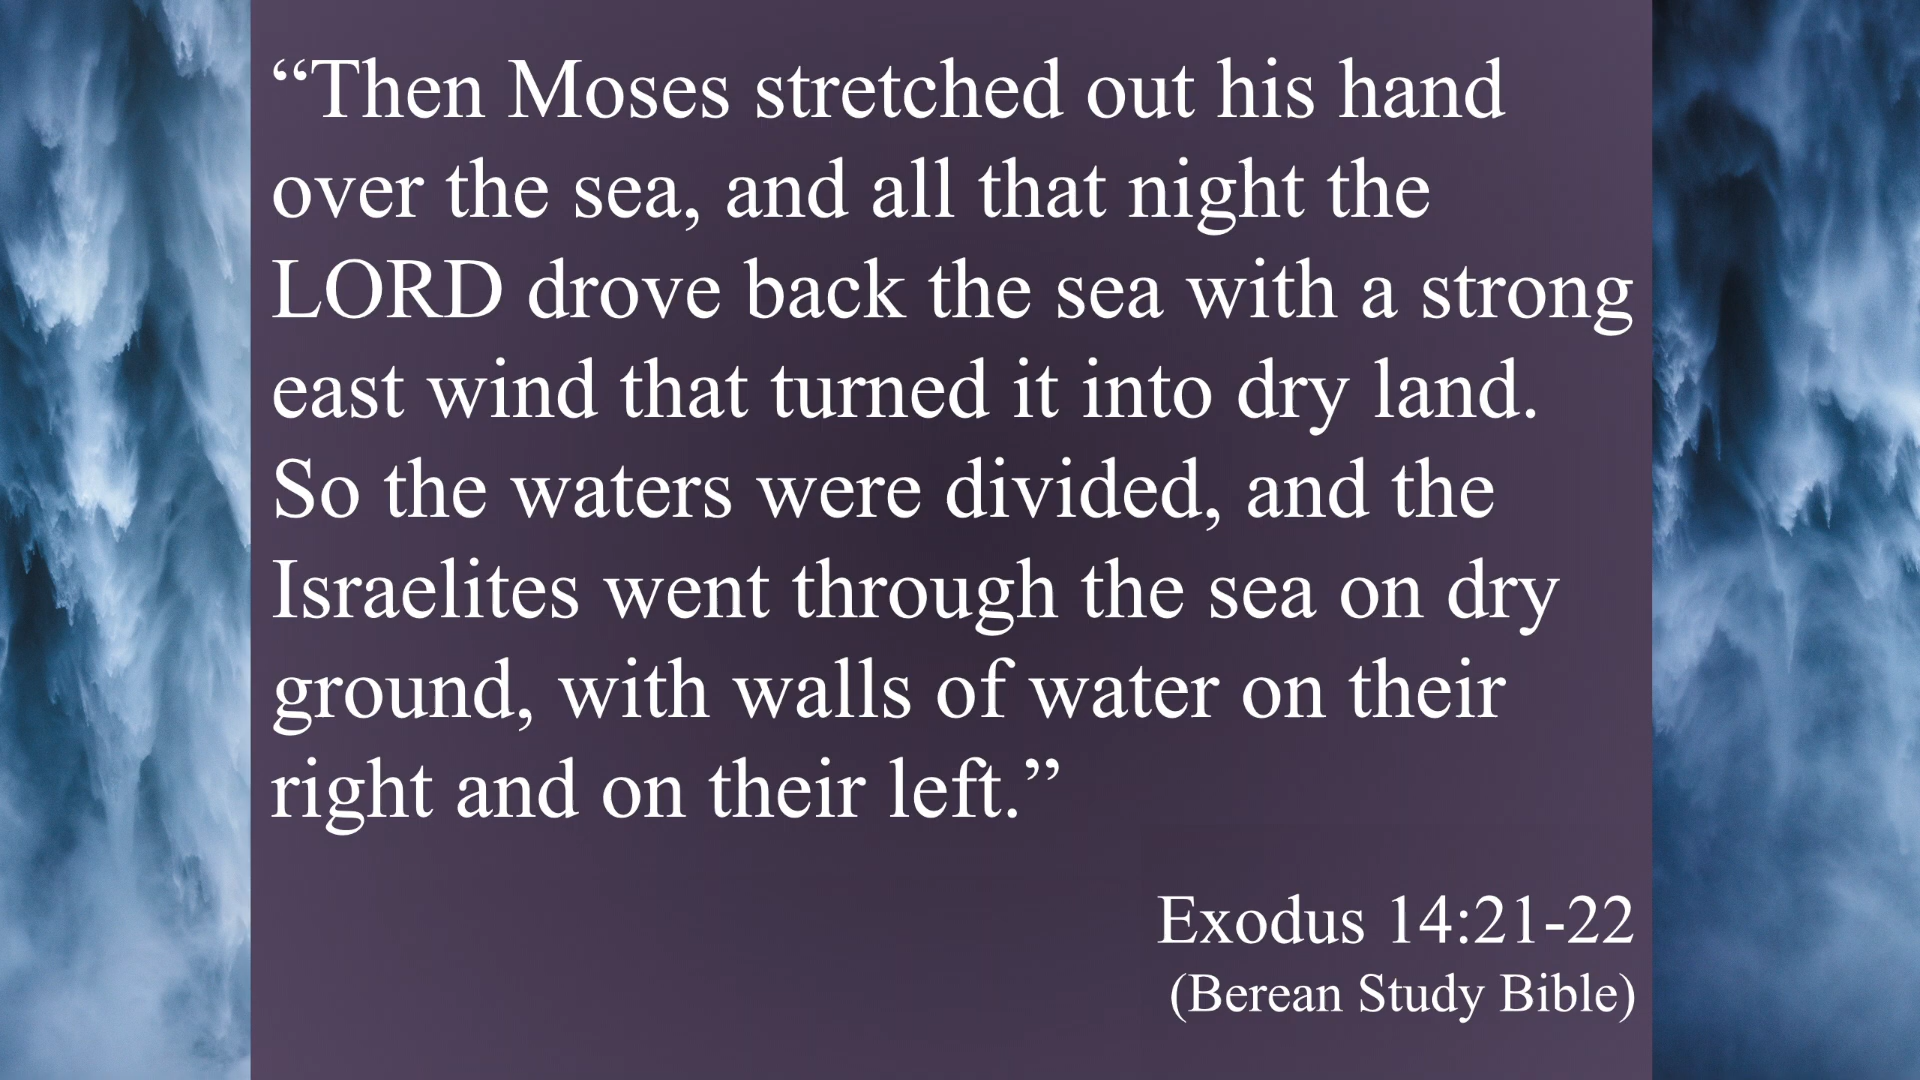 “Then Moses stretched out his hand
over the sea, and all that night the
LORD drove back the sea with a strong
east wind that turned it into dry land.
So the waters were divided, and the
Israelites went through the sea on dry
ground, with walls of water on their
right and on their left.”
Exodus 14:21-22
(Berean Study Bible)